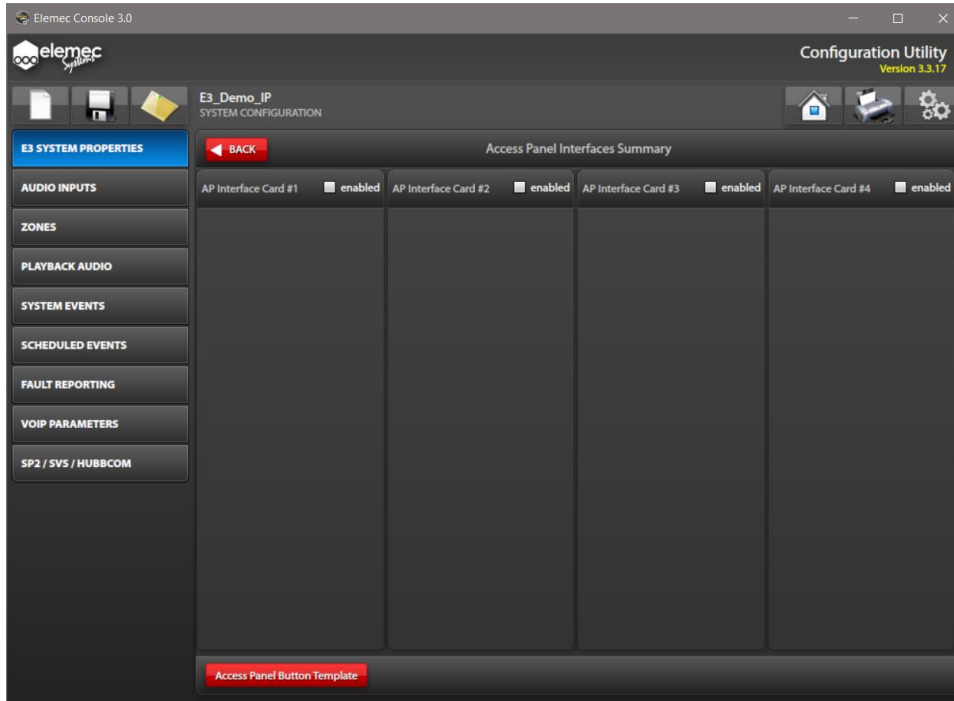 Elemec Console 3.0
elemec
Systems
Configuration Utility
Version 3.3.17
E3_Demo_IP
SYSTEM CONFIGURATION
E3 SYSTEM PROPERTIES
AUDIO INPUTS
ZONES
PLAYBACK AUDIO
SYSTEM EVENTS
SCHEDULED EVENTS
FAULT REPORTING
VOIP PARAMETERS
SP2 / SVS / HUBBCOM
BACK
Access Panel Interfaces Summary
AP Interface Card #1 enabled
AP Interface Card #2 enabled
AP Interface Card #3 enabled
AP Interface Card #4 enabled
Access Panel Button Template